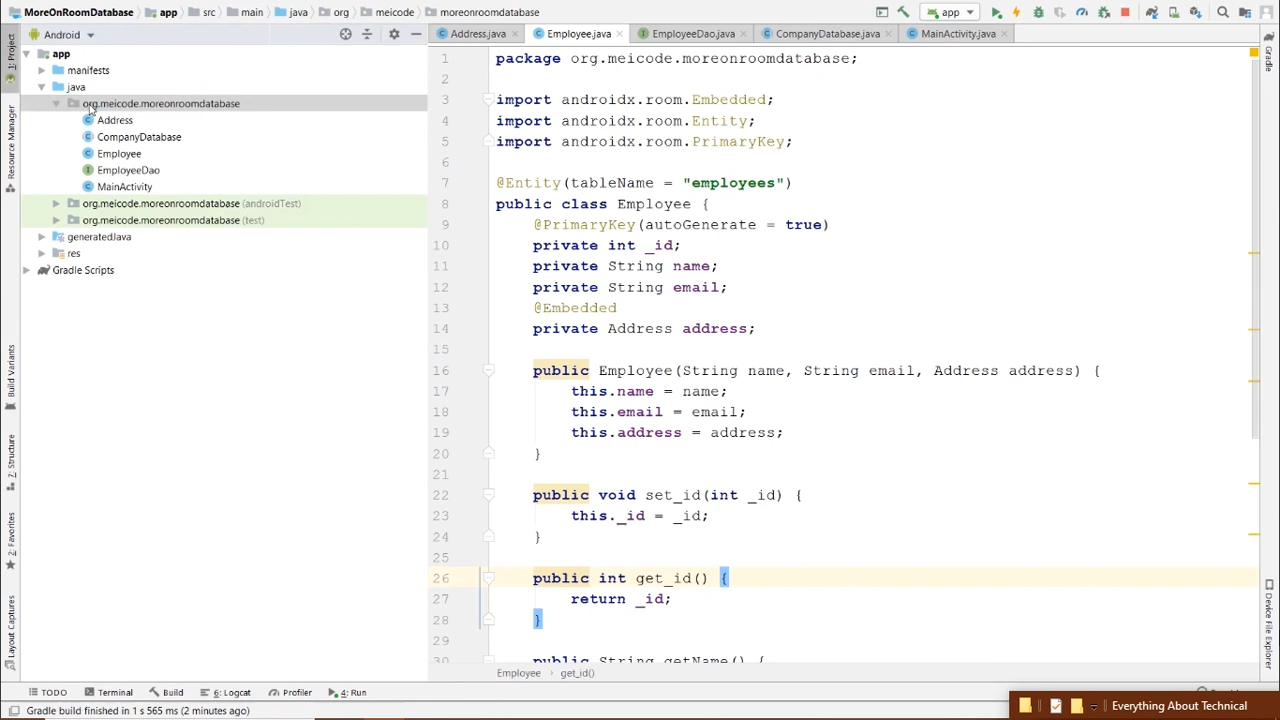 MoreOnRoomDatabase app src main java org meicode moreonroomdatabase app
Android
Address.java Employee.java EmployeeDao.java CompanyDatabase.java MainActivity.java
1: Project
Resource Manager
Build Variants
7: Structure
2: Favorites
Layout Captures
app
manifests
java
org.meicode.moreonroomdatabase
Address
CompanyDatabase
Employee
EmployeeDao
MainActivity
org.meicode.moreonroomdatabase (androidTest)
org.meicode.moreonroomdatabase (test)
generatedJava
res
Gradle Scripts
1 package org.meicode.moreonroomdatabase;
2
3 import androidx.room.Embedded;
4 import androidx.room.Entity;
5 import androidx.room.PrimaryKey;
6
7 @Entity(tableName = "employees")
8 public class Employee {
9 @PrimaryKey(autoGenerate = true)
10 private int _id;
11 private String name;
12 private String email;
13 @Embedded
14 private Address address;
15
16 public Employee(String name, String email, Address address) {
17 this.name = name;
18 this.email = email;
19 this.address = address;
20 }
21
22 public void set_id(int _id) {
23 this._id = _id;
24 }
25
26 public int get_id() {
27 return _id;
28 }
29
30 public String getName() {
Employee get_id()
Gradle
Device File Explorer
TODO Terminal Build 6: Logcat Profiler 4: Run
Gradle build finished in 1 s 565 ms (2 minutes ago)
Everything About Technical